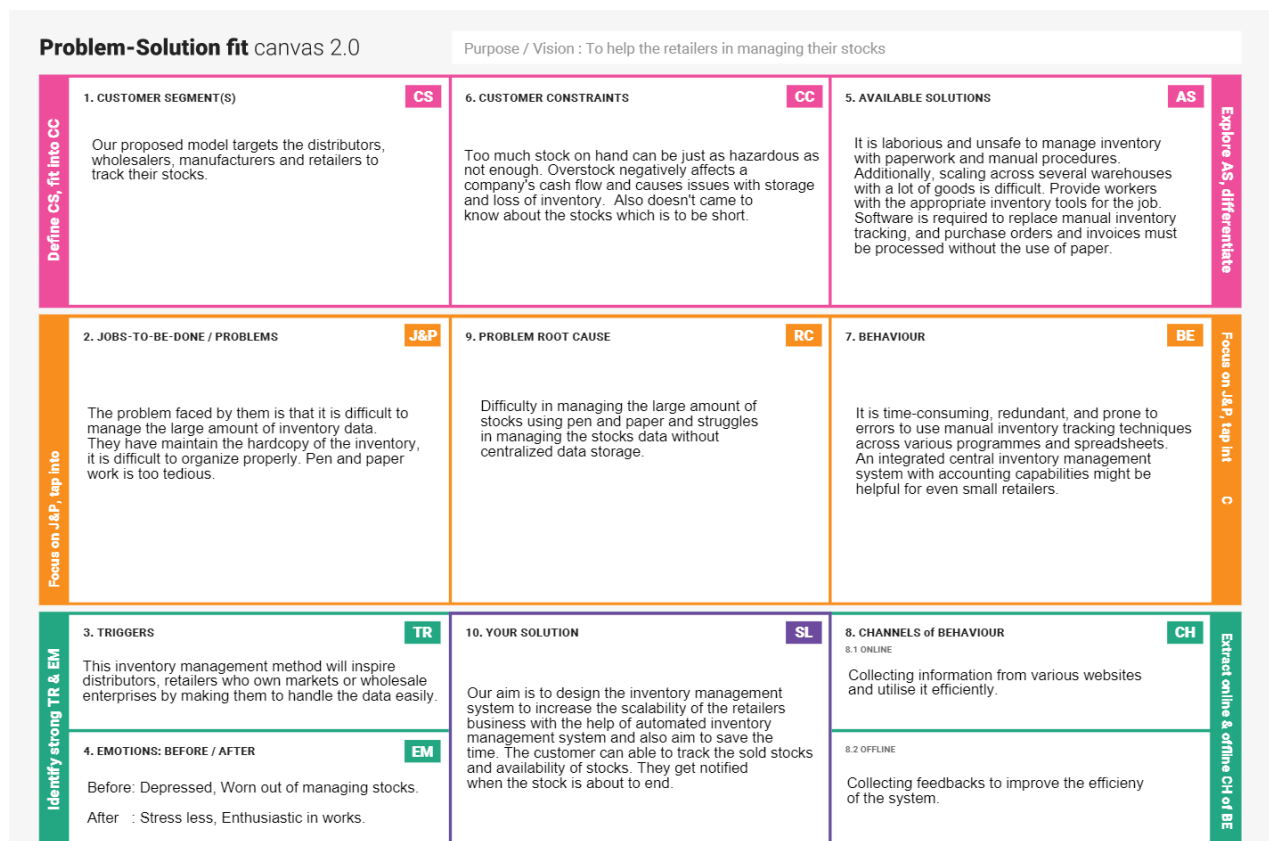 Problem-Solution fit canvas 2.0
Purpose / Vision : To help the retailers in managing their stocks
Define CS, fit into CC
1. CUSTOMER SEGMENT(S)
CS
Our proposed model targets the distributors,
wholesalers, manufacturers and retailers to
track their stocks.
6. CUSTOMER CONSTRAINTS
CC
Too much stock on hand can be just as hazardous as
not enough. Overstock negatively affects a
company's cash flow and causes issues with storage
and loss of inventory.  Also doesn't came to
know about the stocks which is to be short.
5. AVAILABLE SOLUTIONS
AS
It is laborious and unsafe to manage inventory
with paperwork and manual procedures.
Additionally, scaling across several warehouses
with a lot of goods is difficult. Provide workers
with the appropriate inventory tools for the job.
Software is required to replace manual inventory
tracking, and purchase orders and invoices must
be processed without the use of paper.
Explore AS, differentiate
Focus on J&P, tap into
2. JOBS-TO-BE-DONE / PROBLEMS
J&P
The problem faced by them is that it is difficult to
manage the large amount of inventory data.
They have maintain the hardcopy of the inventory,
it is difficult to organize properly. Pen and paper
work is too tedious.
9. PROBLEM ROOT CAUSE
RC
Difficulty in managing the large amount of
stocks using pen and paper and struggles
in managing the stocks data without
centralized data storage.
7. BEHAVIOUR
BE
It is time-consuming, redundant, and prone to
errors to use manual inventory tracking techniques
across various programmes and spreadsheets.
An integrated central inventory management
system with accounting capabilities might be
helpful for even small retailers.
Focus on J&P, tap int C
Identify strong TR & EM
3. TRIGGERS
TR
This inventory management method will inspire
distributors, retailers who own markets or wholesale
enterprises by making them to handle the data easily.
4. EMOTIONS: BEFORE / AFTER
EM
Before: Depressed, Worn out of managing stocks.
After : Stress less, Enthusiastic in works.
10. YOUR SOLUTION
SL
Our aim is to design the inventory management
system to increase the scalability of the retailers
business with the help of automated inventory
management system and also aim to save the
time. The customer can able to track the sold stocks
and availability of stocks. They get notified
when the stock is about to end.
8. CHANNELS of BEHAVIOUR
CH
8.1 ONLINE
Collecting information from various websites
and utilise it efficiently.
8.2 OFFLINE
Collecting feedbacks to improve the efficieny
of the system.
Extract online & offline CH of BE